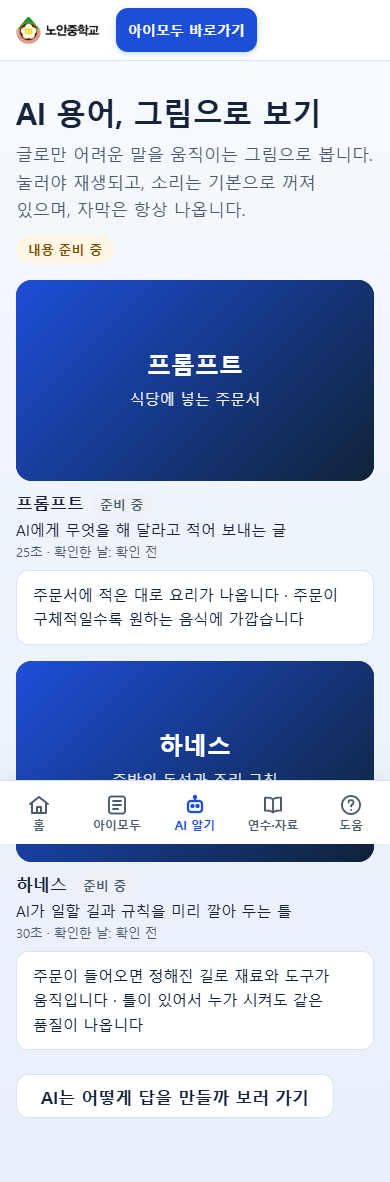 노안중학교
아이모두 바로가기
AI 용어, 그림으로 보기
글로만 어려운 말을 움직이는 그림으로 봅니다.
눌러야 재생되고, 소리는 기본으로 꺼져
있으며, 자막은 항상 나옵니다.
내용 준비 중
프롬프트
식당에 넣는 주문서
프롬프트 준비 중
AI에게 무엇을 해 달라고 적어 보내는 글
25초 · 확인한 날: 확인 전
주문서에 적은 대로 요리가 나옵니다 · 주문이
구체적일수록 원하는 음식에 가깝습니다
하네스
홈 아이모두 AI 알기 연수·자료 도움
하네스 준비 중
AI가 일할 길과 규칙을 미리 깔아 두는 틀
30초 · 확인한 날: 확인 전
주문이 들어오면 정해진 길로 재료와 도구가
움직입니다 · 틀이 있어서 누가 시켜도 같은
품질이 나옵니다
AI는 어떻게 답을 만들까 보러 가기